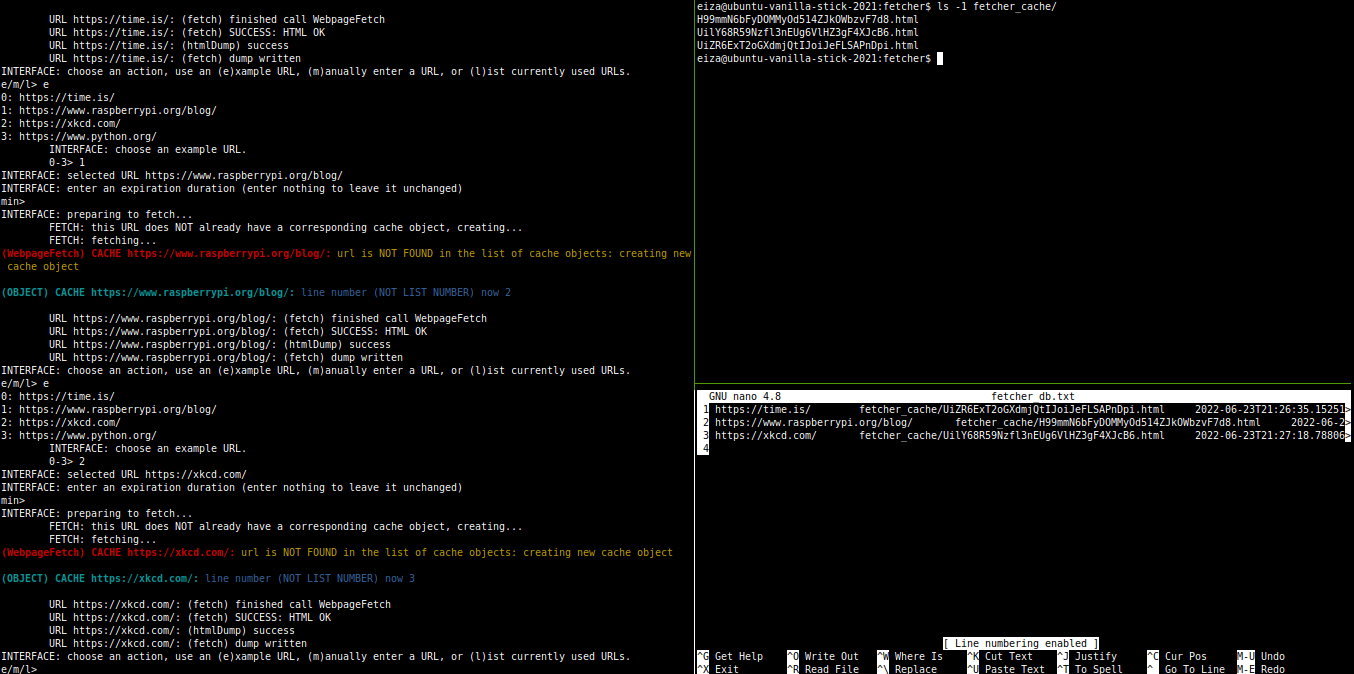 URL https://time.is/: (fetch) finished call WebpageFetch
        URL https://time.is/: (fetch) SUCCESS: HTML OK
        URL https://time.is/: (htmlDump) success
        URL https://time.is/: (fetch) dump written
INTERFACE: choose an action, use an (e)xample URL, (m)anually enter a URL, or (l)ist currently used URLs.
e/m/l> e
0: https://time.is/
1: https://www.raspberrypi.org/blog/
2: https://xkcd.com/
3: https://www.python.org/
        INTERFACE: choose an example URL.
        0-3> 1
INTERFACE: selected URL https://www.raspberrypi.org/blog/
INTERFACE: enter an expiration duration (enter nothing to leave it unchanged)
min>
INTERFACE: preparing to fetch...
        FETCH: this URL does NOT already have a corresponding cache object, creating...
        FETCH: fetching...
(WebpageFetch) CACHE https://www.raspberrypi.org/blog/: url is NOT FOUND in the list of cache objects: creating new
 cache object
(OBJECT) CACHE https://www.raspberrypi.org/blog/: line number (NOT LIST NUMBER) now 2
        URL https://www.raspberrypi.org/blog/: (fetch) finished call WebpageFetch
        URL https://www.raspberrypi.org/blog/: (fetch) SUCCESS: HTML OK
        URL https://www.raspberrypi.org/blog/: (htmlDump) success
        URL https://www.raspberrypi.org/blog/: (fetch) dump written
INTERFACE: choose an action, use an (e)xample URL, (m)anually enter a URL, or (l)ist currently used URLs.
e/m/l> e
0: https://time.is/
1: https://www.raspberrypi.org/blog/
2: https://xkcd.com/
3: https://www.python.org/
        INTERFACE: choose an example URL.
        0-3> 2
INTERFACE: selected URL https://xkcd.com/
INTERFACE: enter an expiration duration (enter nothing to leave it unchanged)
min>
INTERFACE: preparing to fetch...
        FETCH: this URL does NOT already have a corresponding cache object, creating...
        FETCH: fetching...
(WebpageFetch) CACHE https://xkcd.com/: url is NOT FOUND in the list of cache objects: creating new cache object
(OBJECT) CACHE https://xkcd.com/: line number (NOT LIST NUMBER) now 3
        URL https://xkcd.com/: (fetch) finished call WebpageFetch
        URL https://xkcd.com/: (fetch) SUCCESS: HTML OK
        URL https://xkcd.com/: (htmlDump) success
        URL https://xkcd.com/: (fetch) dump written
INTERFACE: choose an action, use an (e)xample URL, (m)anually enter a URL, or (l)ist currently used URLs.
e/m/l>
eiza@ubuntu-vanilla-stick-2021:fetcher$ ls -1 fetcher_cache/
H99mmN6bFyDOMMyOd514ZJkOWbzvF7d8.html
UilY68R59Nzfl3nEUg6VlHZ3gF4XJcB6.html
UiZR6ExT2oGXdmjQtIJoiJeFLSAPnDpi.html
eiza@ubuntu-vanilla-stick-2021:fetcher$
  GNU nano 4.8                                   fetcher_db.txt
 1 https://time.is/        fetcher_cache/UiZR6ExT2oGXdmjQtIJoiJeFLSAPnDpi.html     2022-06-23T21:26:35.15251>
 2 https://www.raspberrypi.org/blog/       fetcher_cache/H99mmN6bFyDOMMyOd514ZJkOWbzvF7d8.html     2022-06-2>
 3 https://xkcd.com/       fetcher_cache/UilY68R59Nzfl3nEUg6VlHZ3gF4XJcB6.html     2022-06-23T21:27:18.78806>
 4
[ Line numbering enabled ]
^G Get Help    ^O Write Out   ^W Where Is    ^K Cut Text    ^J Justify     ^C Cur Pos     M-U Undo
^X Exit        ^R Read File   ^\ Replace     ^U Paste Text  ^T To Spell    ^_ Go To Line  M-E Redo